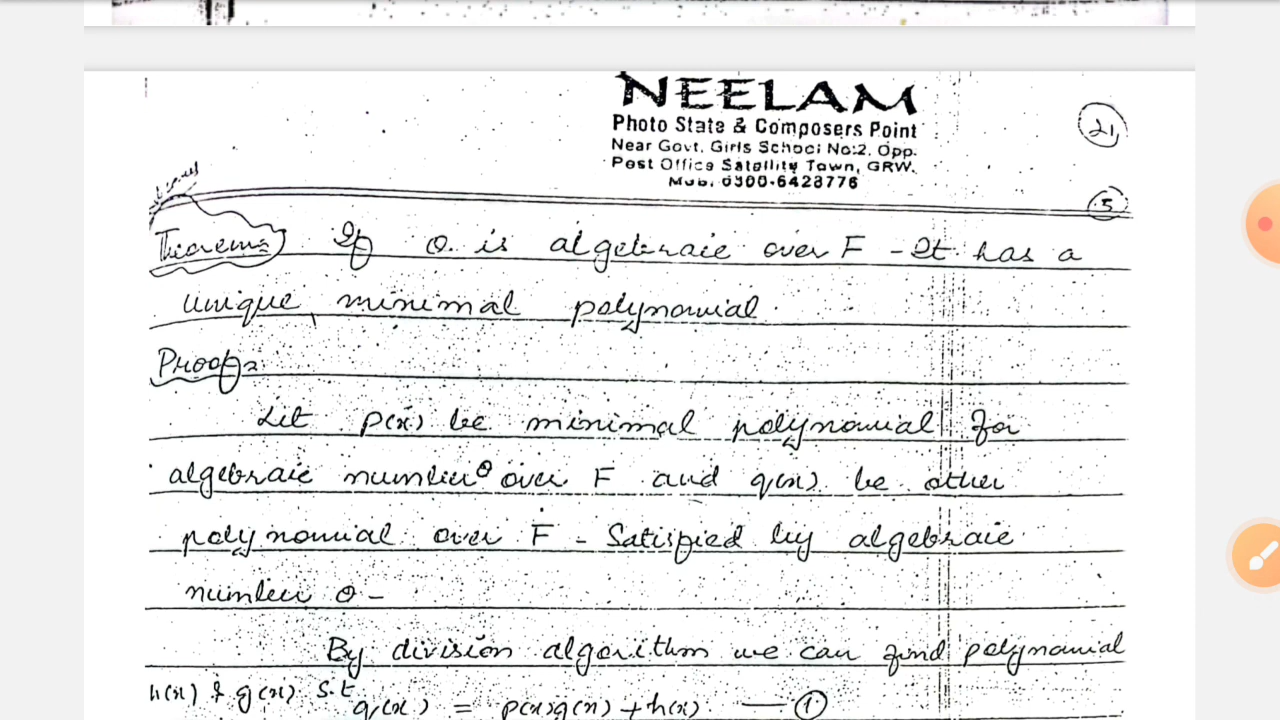 NEELAM
Photo State & Composers Point
Near Govt. Girls School No:2. Opp.
Post Office Satellity Town, GRW.
Mob. 0300-6428776
21,
5
Theorem:- If θ is algebraic over F - It has a
unique minimal polynomial.
Proof:-
Let p(x) be minimal polynomial for
algebraic number θ over F and q(x) be other
polynomial over F - Satisfied by algebraic
number θ -
By division algorithm we can find polynomial
h(x) & g(x) s.t
q(x) = p(x)g(x) + h(x) — ①